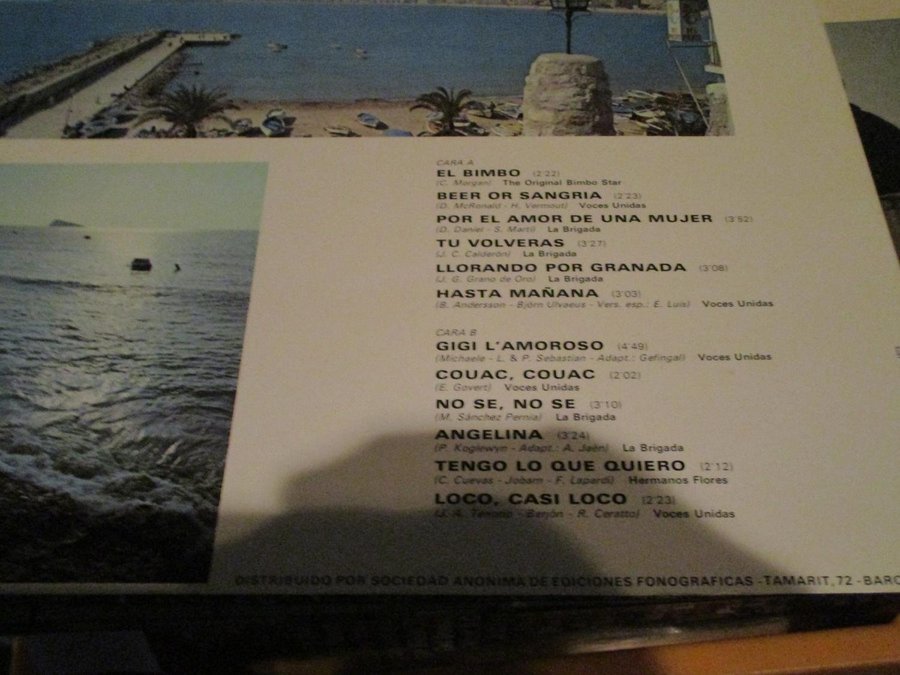 CARA A
EL BIMBO (2'22)
(C. Morgan) The Original Bimbo Star
BEER OR SANGRIA (2'23)
(D. McRonald - H. Vermout) Voces Unidas
POR EL AMOR DE UNA MUJER (3'52)
(D. Daniel - S. Martí) La Brigada
TU VOLVERAS (3'27)
(J. C. Calderón) La Brigada
LLORANDO POR GRANADA (3'08)
(J. G. Grano de Oro) La Brigada
HASTA MAÑANA (3'03)
(B. Andersson - Björn Ulvaeus - Vers. esp.: E. Luis) Voces Unidas
CARA B
GIGI L'AMOROSO (4'49)
(Michaele - L. & P. Sebastian - Adapt.: Gefingal) Voces Unidas
COUAC, COUAC (2'02)
(E. Govert) Voces Unidas
NO SE, NO SE (3'10)
(M. Sánchez Pernia) La Brigada
ANGELINA (3'24)
(P. Koglewyn - Adapt.: A. Jaén) La Brigada
TENGO LO QUE QUIERO (2'12)
(C. Cuevas - Jobam - F. Lapardi) Hermanos Flores
LOCO, CASI LOCO (2'23)
(J. A. - Barjón - R. Ceratto) Voces Unidas
DISTRIBUIDO POR SOCIEDAD ANONIMA DE EDICIONES FONOGRAFICAS - TAMARIT, 72 - BARC